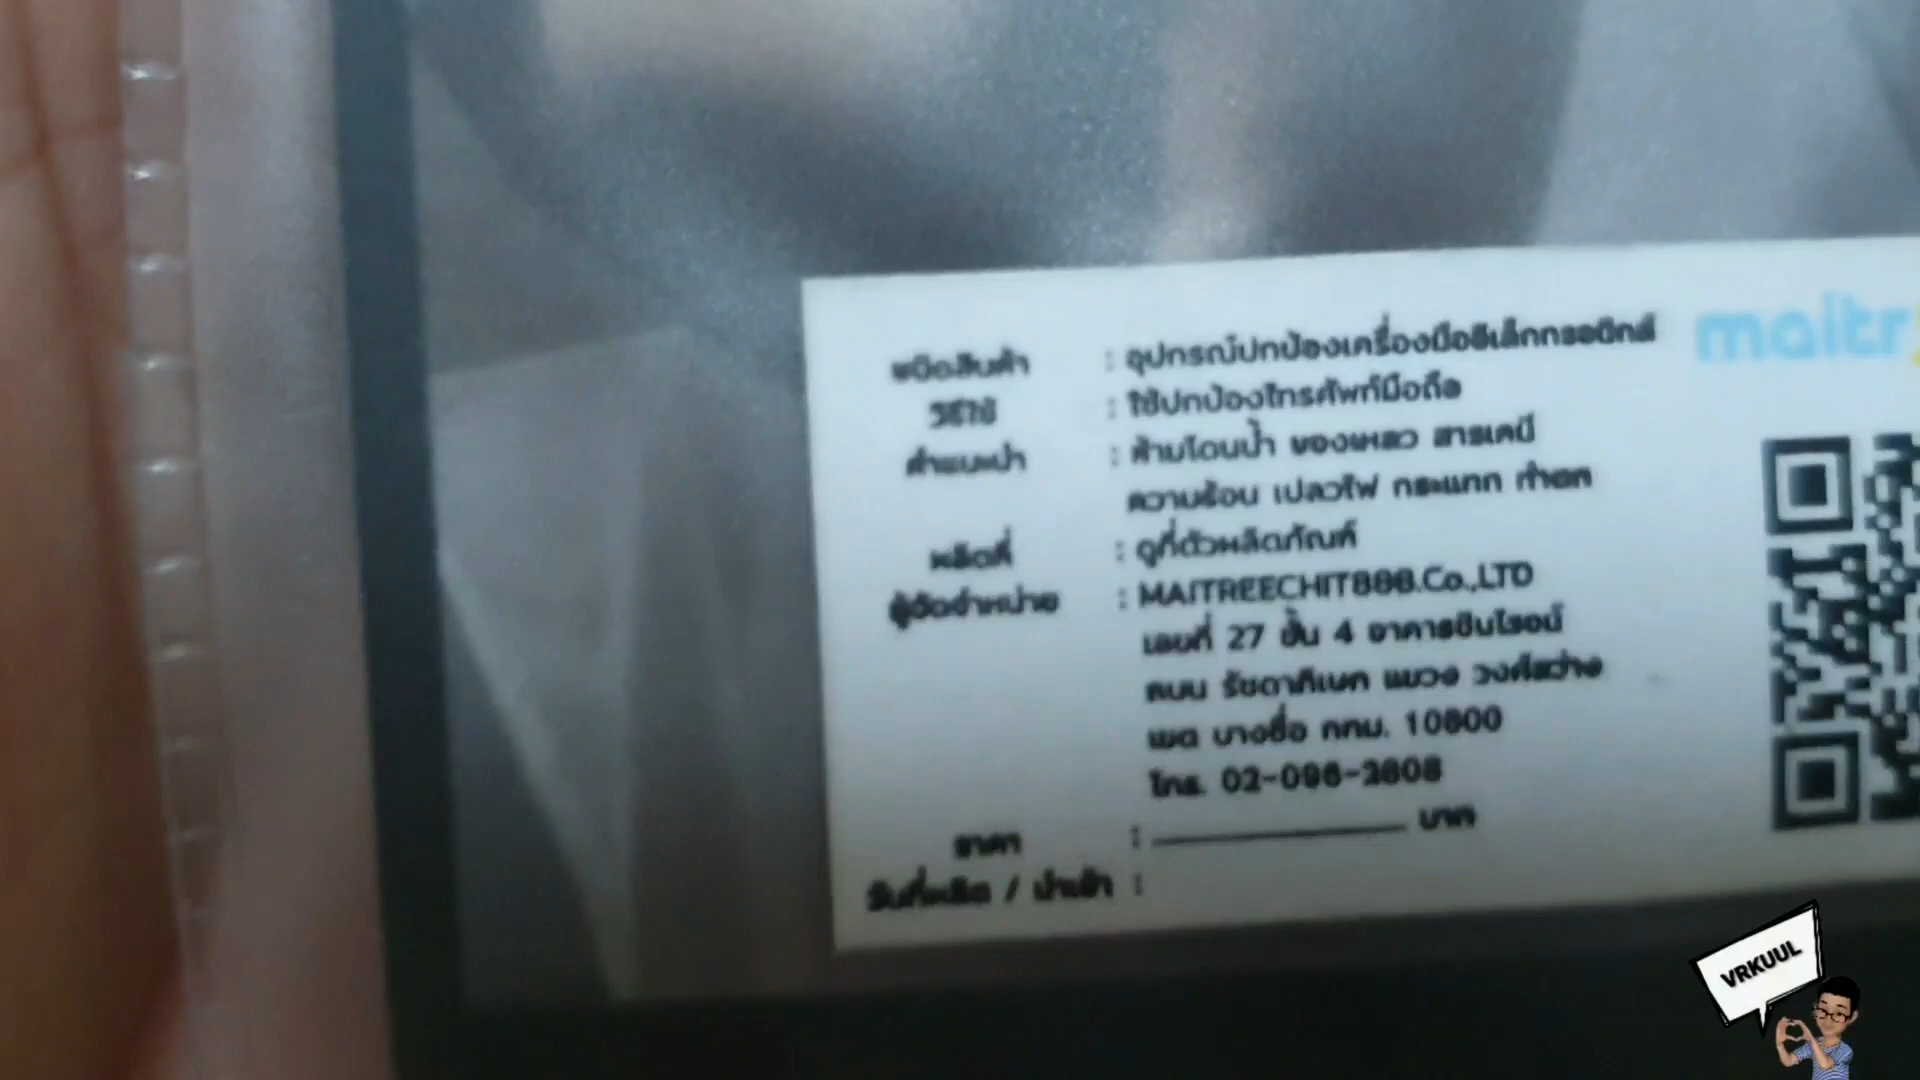 ชนิดสินค้า : อุปกรณ์ปกป้องเครื่องมืออิเล็กทรอนิกส์
วิธีใช้ : ใช้ปกป้องโทรศัพท์มือถือ
คำแนะนำ : ห้ามโดนน้ำ ของเหลว สารเคมี
ความร้อน เปลวไฟ กระแทก ทำตก
ผลิตที่ : ดูที่ตัวผลิตภัณฑ์
ผู้จัดจำหน่าย : MAITREECHIT888.Co.,LTD
เลขที่ 27 ชั้น 4 อาคารชินไรอน์
ถนน รัชดาภิเษก แขวง วงศ์สว่าง
เขต บางซื่อ กทม. 10800
โทร. 02-096-2808
ราคา : ____________ บาท
วันที่ผลิต / นำเข้า :
maitr
VRKUUL